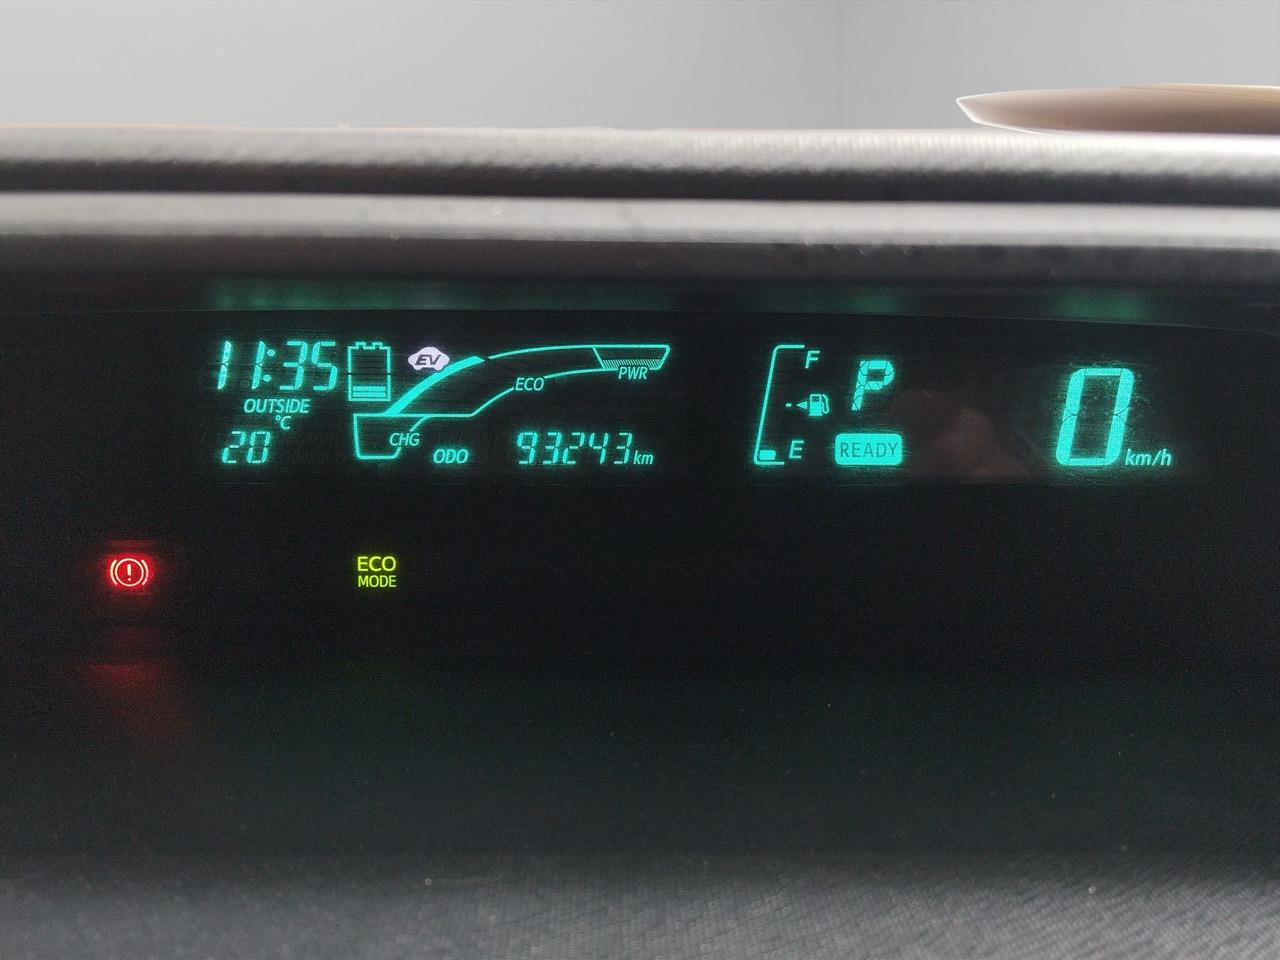 11:35
EV
OUTSIDE
°C
20
CHG
ECO
PWR
ODO 93243 km
F
E
P
READY
0 km/h
!
ECO
MODE